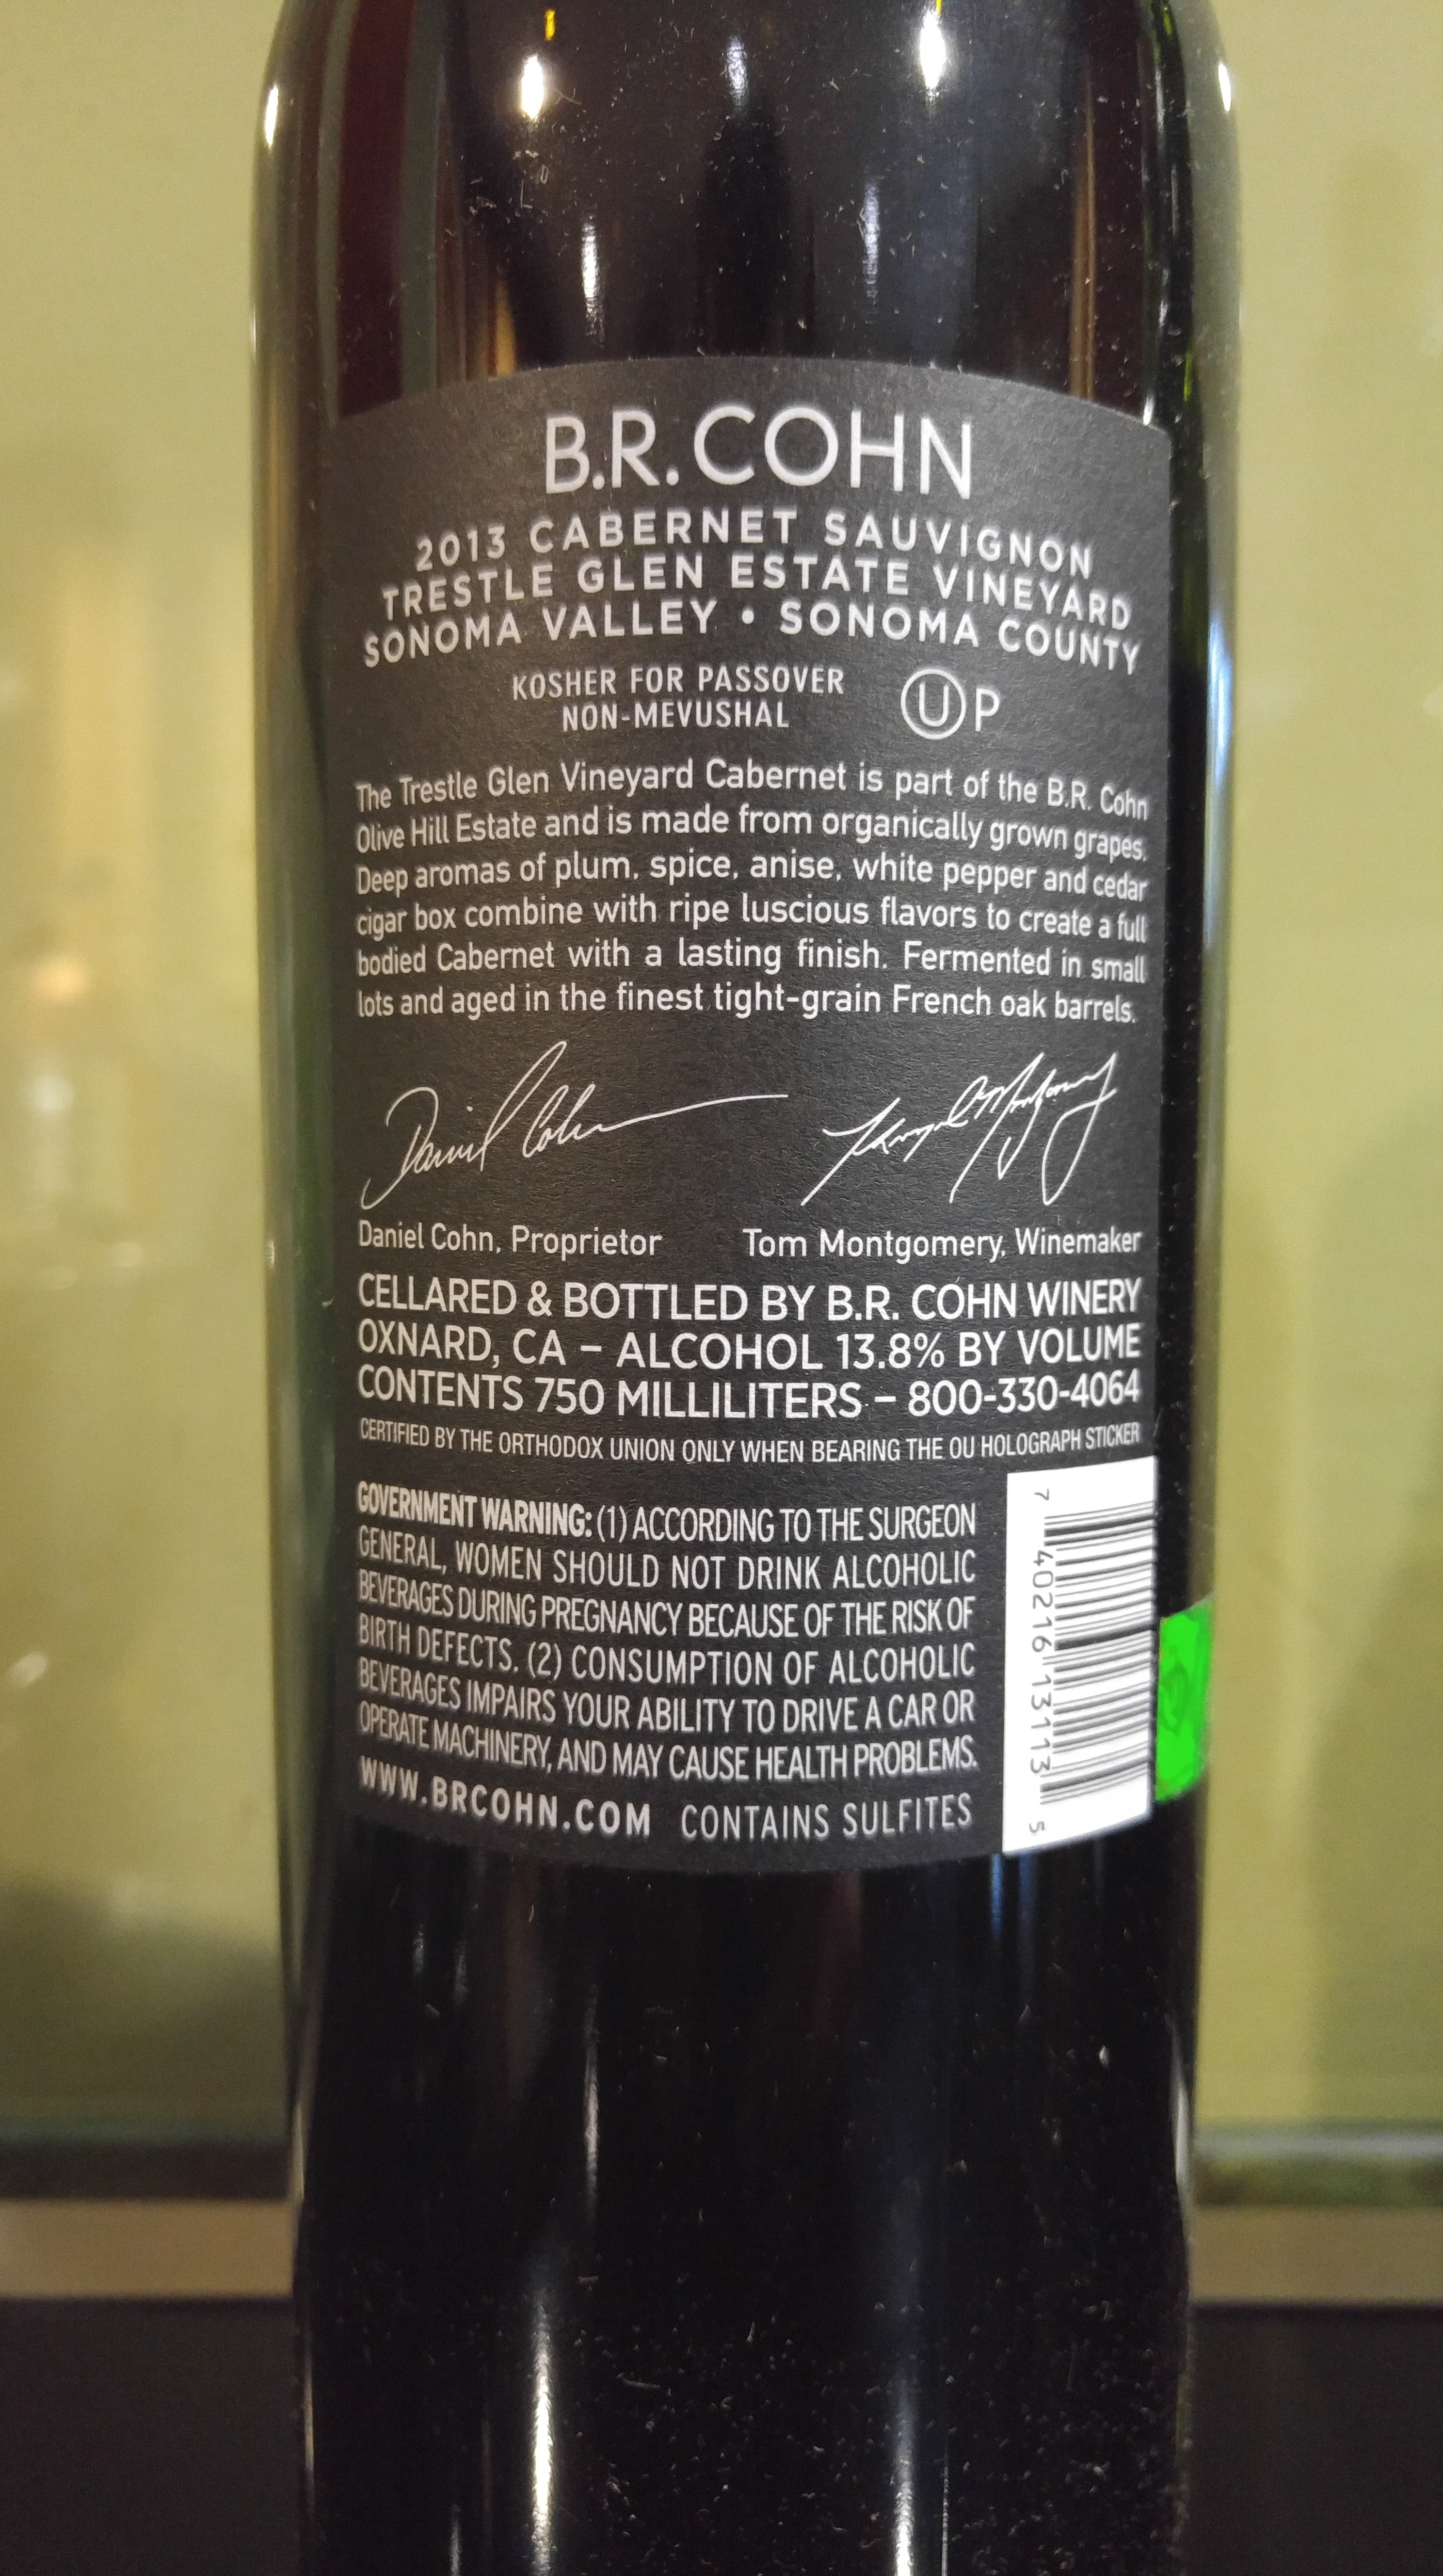 B.R. COHN
2013 CABERNET SAUVIGNON
TRESTLE GLEN ESTATE VINEYARD
SONOMA VALLEY • SONOMA COUNTY
KOSHER FOR PASSOVER
NON-MEVUSHAL
Ⓤ P
The Trestle Glen Vineyard Cabernet is part of the B.R. Cohn
Olive Hill Estate and is made from organically grown grapes.
Deep aromas of plum, spice, anise, white pepper and cedar
cigar box combine with ripe luscious flavors to create a full
bodied Cabernet with a lasting finish. Fermented in small
lots and aged in the finest tight-grain French oak barrels.
Daniel Cohn
Daniel Cohn, Proprietor
Tom Montgomery, Winemaker
CELLARED & BOTTLED BY B.R. COHN WINERY
OXNARD, CA – ALCOHOL 13.8% BY VOLUME
CONTENTS 750 MILLILITERS – 800-330-4064
CERTIFIED BY THE ORTHODOX UNION ONLY WHEN BEARING THE OU HOLOGRAPH STICKER
GOVERNMENT WARNING: (1) ACCORDING TO THE SURGEON
GENERAL, WOMEN SHOULD NOT DRINK ALCOHOLIC
BEVERAGES DURING PREGNANCY BECAUSE OF THE RISK OF
BIRTH DEFECTS. (2) CONSUMPTION OF ALCOHOLIC
BEVERAGES IMPAIRS YOUR ABILITY TO DRIVE A CAR OR
OPERATE MACHINERY, AND MAY CAUSE HEALTH PROBLEMS.
WWW.BRCOHN.COM CONTAINS SULFITES
7 40216 13113 5